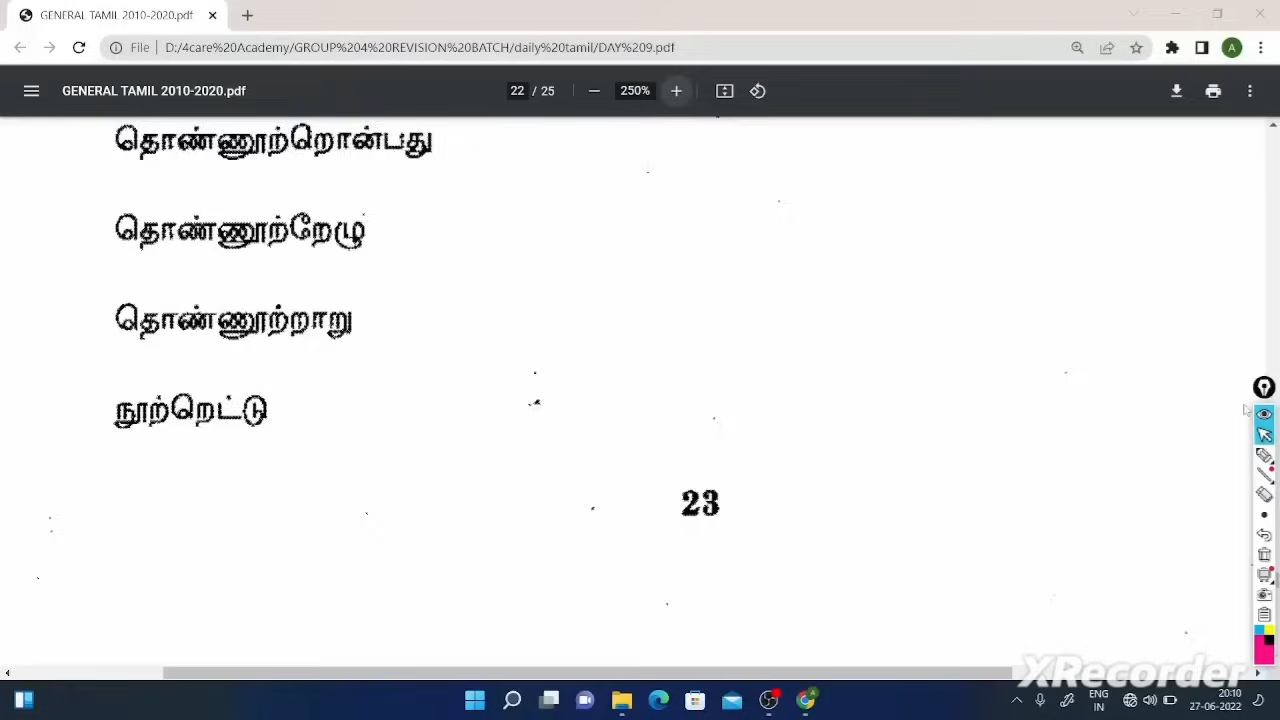 GENERAL TAMIL 2010-2020.pdf
File D:/4care%20Academy/GROUP%204%20REVISION%20BATCH/daily%20tamil/DAY%209.pdf
A
GENERAL TAMIL 2010-2020.pdf 22 / 25 250%
தொண்ணூற்றொன்பது
தொண்ணூற்றேழு
தொண்ணூற்றாறு
நூற்றெட்டு
23
XRecorder
ENG IN 20:10 27-06-2022